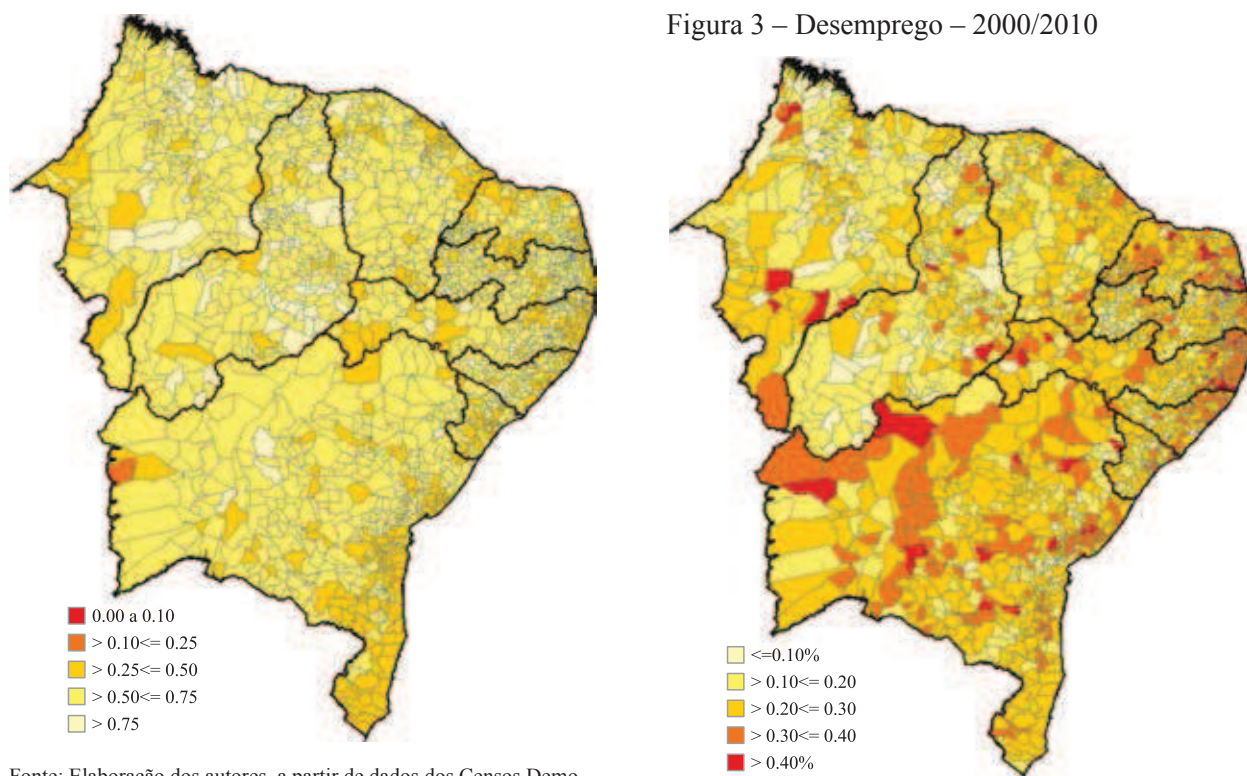 Figura 3 – Desemprego – 2000/2010
0.00 a 0.10
> 0.10<= 0.25
> 0.25<= 0.50
> 0.50<= 0.75
> 0.75
<=0.10%
> 0.10<= 0.20
> 0.20<= 0.30
> 0.30<= 0.40
> 0.40%
Fonte: Elaboração dos autores, a partir de dados dos Censos Demo-